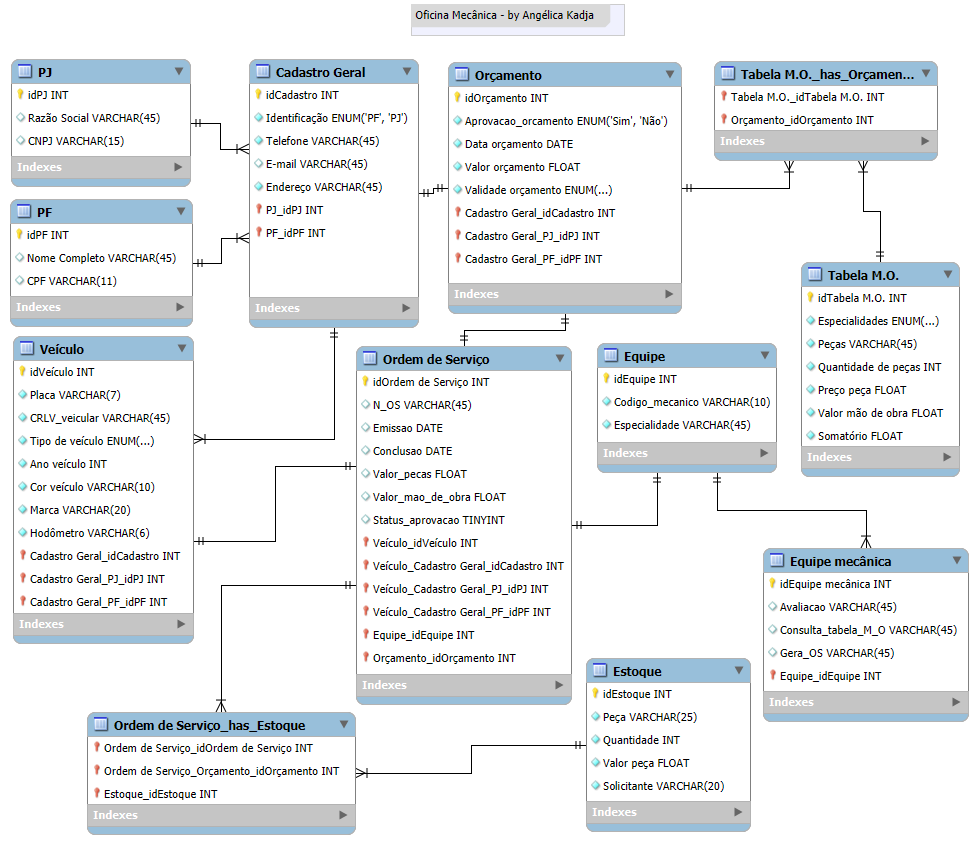 Oficina Mecânica - by Angélica Kadja
PJ
idPJ INT
Razão Social VARCHAR(45)
CNPJ VARCHAR(15)
Indexes
PF
idPF INT
Nome Completo VARCHAR(45)
CPF VARCHAR(11)
Indexes
Cadastro Geral
idCadastro INT
Identificação ENUM('PF', 'PJ')
Telefone VARCHAR(45)
E-mail VARCHAR(45)
Endereço VARCHAR(45)
PJ_idPJ INT
PF_idPF INT
Indexes
Orçamento
idOrçamento INT
Aprovacao_orcamento ENUM('Sim', 'Não')
Data orçamento DATE
Valor orçamento FLOAT
Validade orçamento ENUM(...)
Cadastro Geral_idCadastro INT
Cadastro Geral_PJ_idPJ INT
Cadastro Geral_PF_idPF INT
Indexes
Tabela M.O._has_Orçamen...
Tabela M.O._idTabela M.O. INT
Orçamento_idOrçamento INT
Indexes
Tabela M.O.
idTabela M.O. INT
Especialidades ENUM(...)
Peças VARCHAR(45)
Quantidade de peças INT
Preço peça FLOAT
Valor mão de obra FLOAT
Somatório FLOAT
Indexes
Veículo
idVeículo INT
Placa VARCHAR(7)
CRLV_veicular VARCHAR(45)
Tipo de veículo ENUM(...)
Ano veículo INT
Cor veículo VARCHAR(10)
Marca VARCHAR(20)
Hodômetro VARCHAR(6)
Cadastro Geral_idCadastro INT
Cadastro Geral_PJ_idPJ INT
Cadastro Geral_PF_idPF INT
Indexes
Ordem de Serviço
idOrdem de Serviço INT
N_OS VARCHAR(45)
Emissao DATE
Conclusao DATE
Valor_pecas FLOAT
Valor_mao_de_obra FLOAT
Status_aprovacao TINYINT
Veículo_idVeículo INT
Veículo_Cadastro Geral_idCadastro INT
Veículo_Cadastro Geral_PJ_idPJ INT
Veículo_Cadastro Geral_PF_idPF INT
Equipe_idEquipe INT
Orçamento_idOrçamento INT
Indexes
Equipe
idEquipe INT
Codigo_mecanico VARCHAR(10)
Especialidade VARCHAR(45)
Indexes
Equipe mecânica
idEquipe mecânica INT
Avaliacao VARCHAR(45)
Consulta_tabela_M_O VARCHAR(45)
Gera_OS VARCHAR(45)
Equipe_idEquipe INT
Indexes
Estoque
idEstoque INT
Peça VARCHAR(25)
Quantidade INT
Valor peça FLOAT
Solicitante VARCHAR(20)
Indexes
Ordem de Serviço_has_Estoque
Ordem de Serviço_idOrdem de Serviço INT
Ordem de Serviço_Orçamento_idOrçamento INT
Estoque_idEstoque INT
Indexes